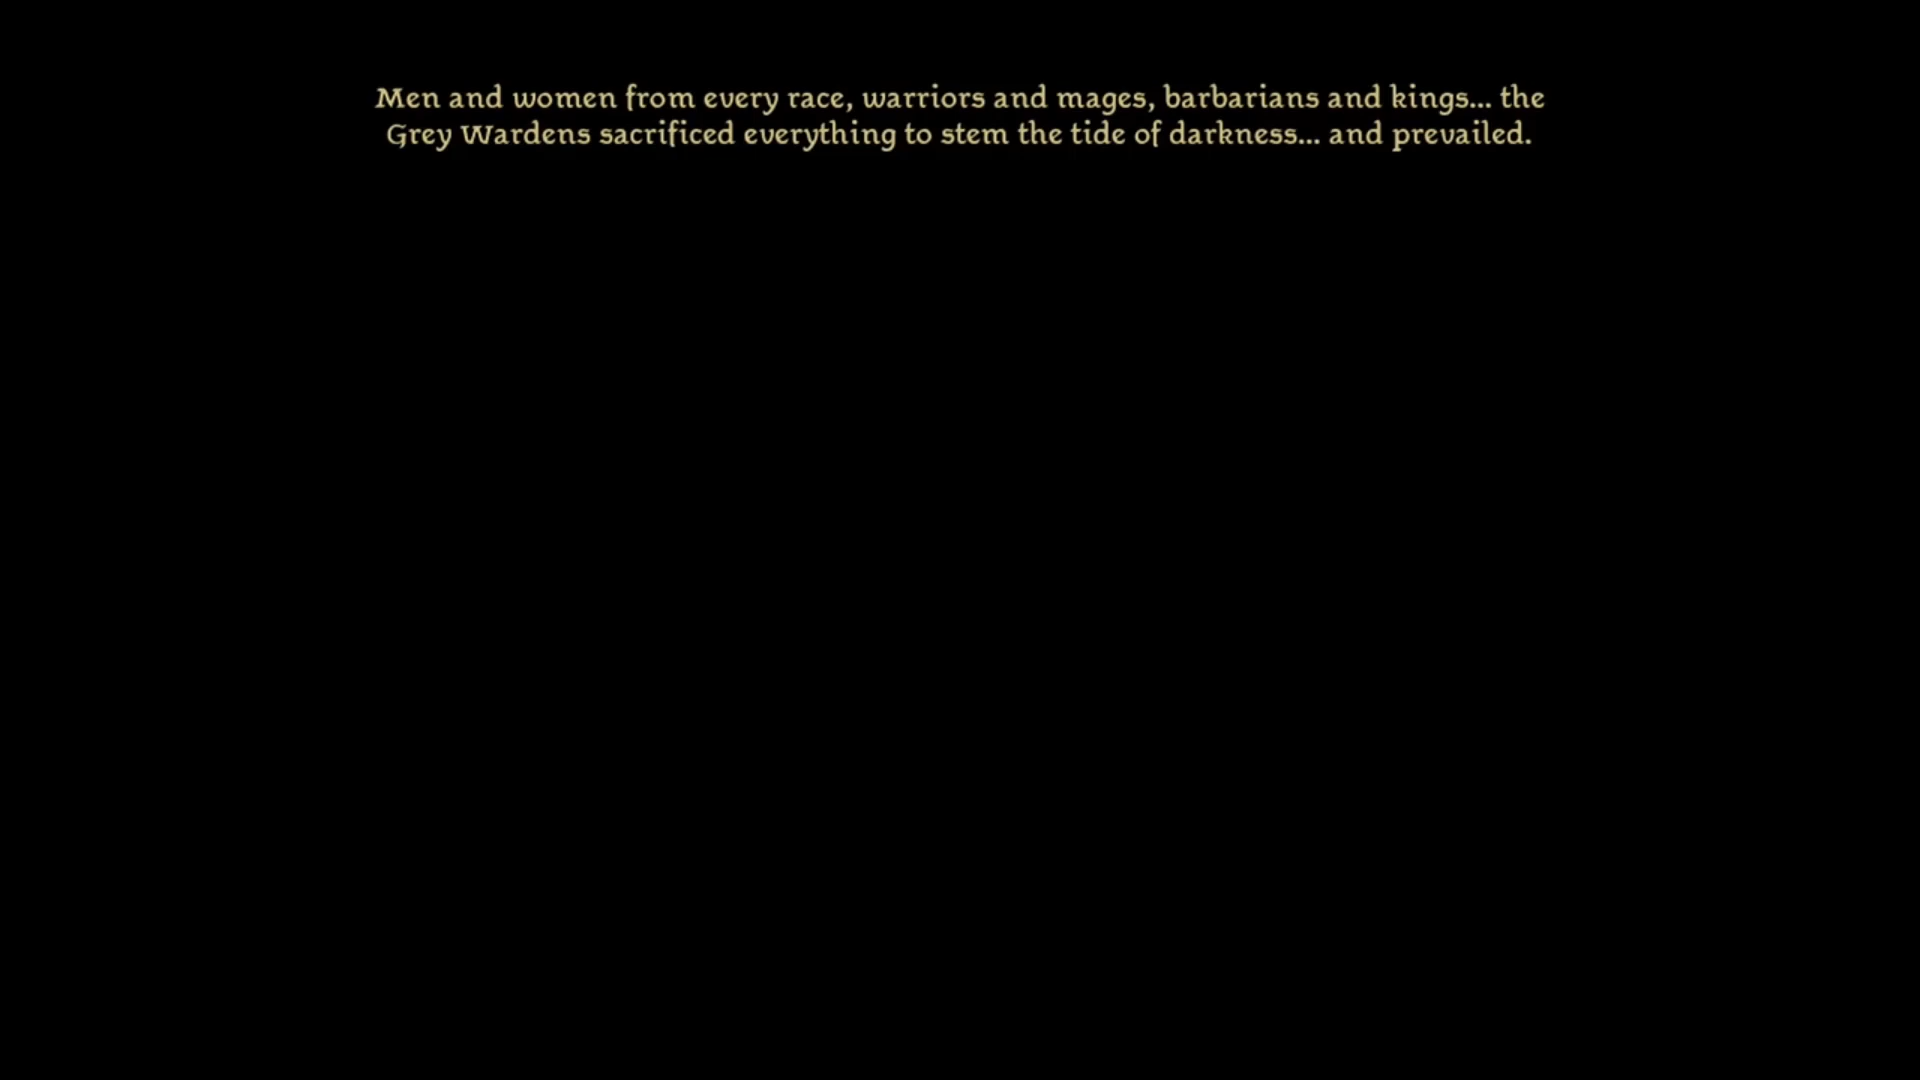 Men and women from every race, warriors and mages, barbarians and kings... the
Grey Wardens sacrificed everything to stem the tide of darkness... and prevailed.